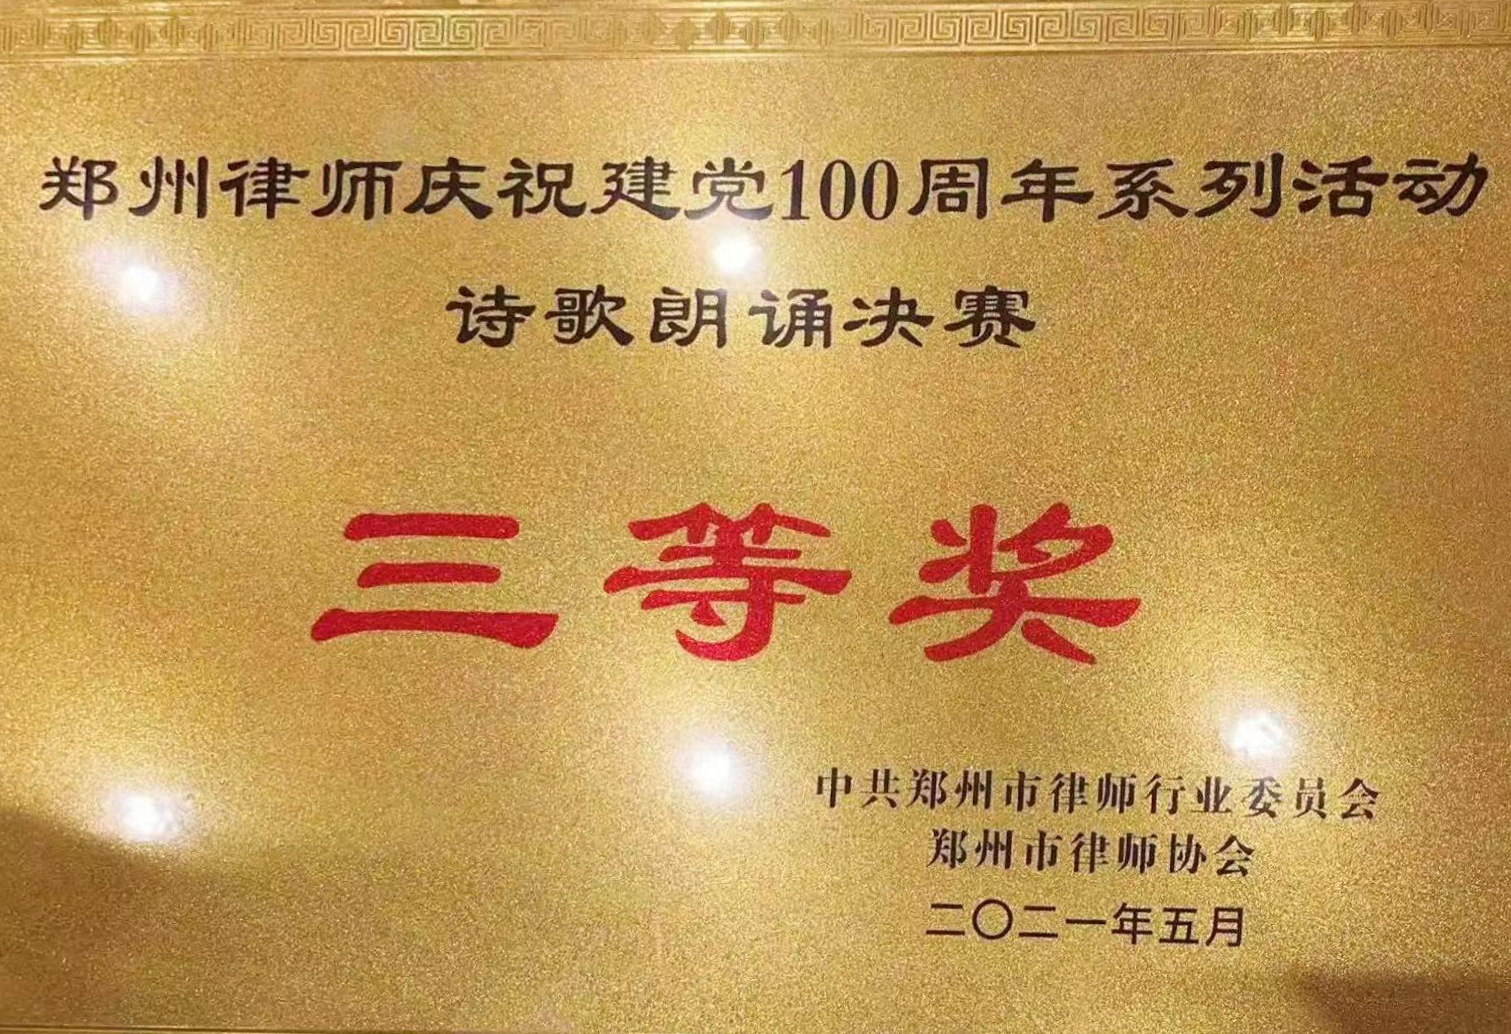 郑州律师庆祝建党100周年系列活动
诗歌朗诵决赛
三等奖
中共郑州市律师行业委员会
郑州市律师协会
二〇二一年五月